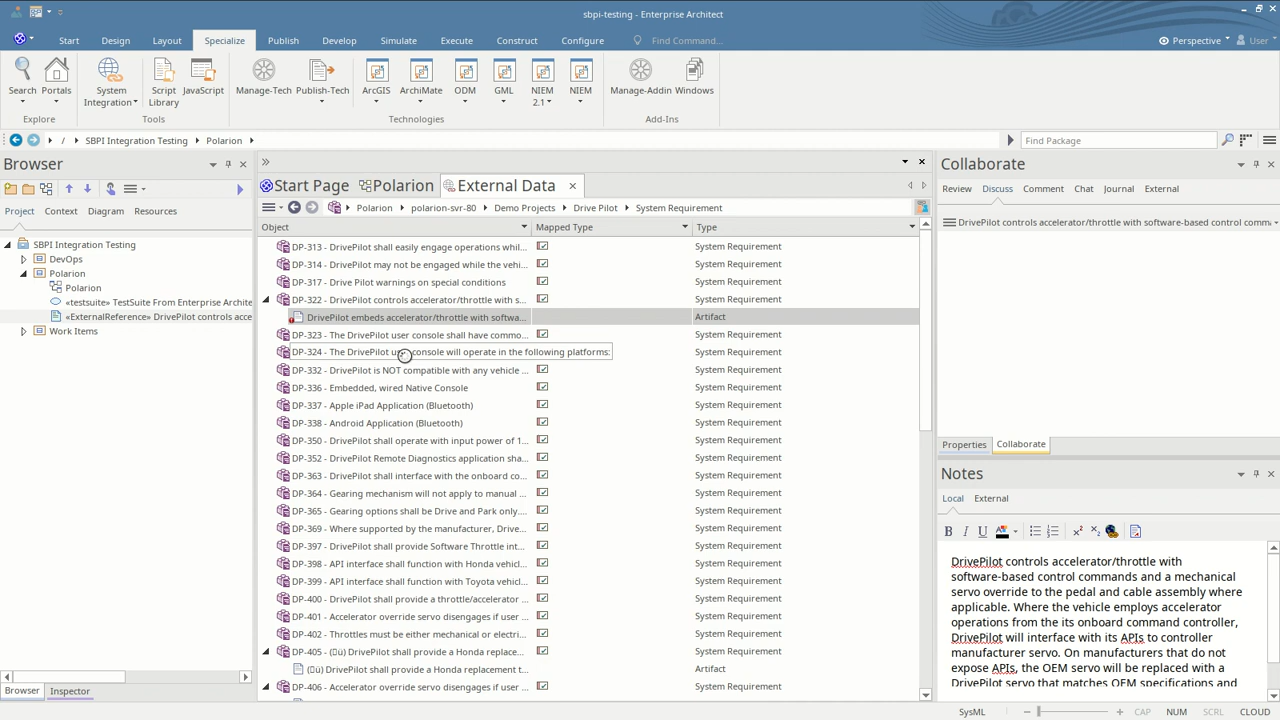 sbpi-testing - Enterprise Architect
Start Design Layout Specialize Publish Develop Simulate Execute Construct Configure Find Command... Perspective User
Search Portals System Integration Script Library JavaScript Manage-Tech Publish-Tech ArcGIS ArchiMate ODM GML NIEM 2.1 NIEM Manage-Addin Windows
Explore Tools Technologies Add-Ins
/ SBPI Integration Testing Polarion Find Package
Browser
Project Context Diagram Resources
SBPI Integration Testing
DevOps
Polarion
Polarion
«testsuite» TestSuite From Enterprise Archite
«ExternalReference» DrivePilot controls acce
Work Items
Browser Inspector
Start Page Polarion External Data
Polarion polarion-svr-80 Demo Projects Drive Pilot System Requirement
Object Mapped Type Type
DP-313 - DrivePilot shall easily engage operations whil... System Requirement
DP-314 - DrivePilot may not be engaged while the vehi... System Requirement
DP-317 - Drive Pilot warnings on special conditions System Requirement
DP-322 - DrivePilot controls accelerator/throttle with s... System Requirement
DrivePilot embeds accelerator/throttle with softwa... Artifact
DP-323 - The DrivePilot user console shall have commo... System Requirement
DP-324 - The DrivePilot user console will operate in the following platforms: System Requirement
DP-332 - DrivePilot is NOT compatible with any vehicle ... System Requirement
DP-336 - Embedded, wired Native Console System Requirement
DP-337 - Apple iPad Application (Bluetooth) System Requirement
DP-338 - Android Application (Bluetooth) System Requirement
DP-350 - DrivePilot shall operate with input power of 1... System Requirement
DP-352 - DrivePilot Remote Diagnostics application sha... System Requirement
DP-363 - DrivePilot shall interface with the onboard co... System Requirement
DP-364 - Gearing mechanism will not apply to manual ... System Requirement
DP-365 - Gearing options shall be Drive and Park only.... System Requirement
DP-369 - Where supported by the manufacturer, Drive... System Requirement
DP-397 - DrivePilot shall provide Software Throttle int... System Requirement
DP-398 - API interface shall function with Honda vehicl... System Requirement
DP-399 - API interface shall function with Toyota vehicl... System Requirement
DP-400 - DrivePilot shall provide a throttle/accelerator ... System Requirement
DP-401 - Accelerator override servo disengages if user ... System Requirement
DP-402 - Throttles must be either mechanical or electri... System Requirement
DP-405 - (▯ü) DrivePilot shall provide a Honda replace... System Requirement
(▯ü) DrivePilot shall provide a Honda replacement t... Artifact
DP-406 - Accelerator override servo disengages if user ... System Requirement
Collaborate
Review Discuss Comment Chat Journal External
DrivePilot controls accelerator/throttle with software-based control comm...
Properties Collaborate
Notes
Local External
B I U A
DrivePilot controls accelerator/throttle with
software-based control commands and a mechanical
servo override to the pedal and cable assembly where
applicable. Where the vehicle employs accelerator
operations from the its onboard command controller,
DrivePilot will interface with its APIs to controller
manufacturer servo. On manufacturers that do not
expose APIs, the OEM servo will be replaced with a
DrivePilot servo that matches OEM specifications and
SysML CAP NUM SCRL CLOUD